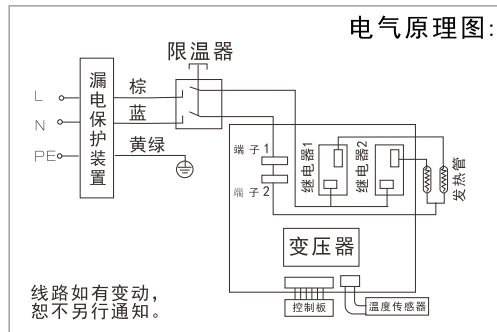 电气原理图:
限温器
L
N
PE
漏电保护装置
棕
蓝
黄绿
端子1
端子2
继电器1
继电器2
发热管
变压器
控制板
温度传感器
线路如有变动，
恕不另行通知。